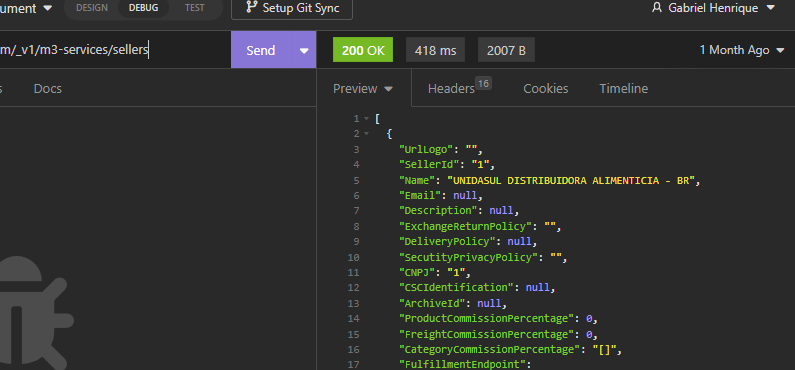 ument DESIGN DEBUG TEST Setup Git Sync Gabriel Henrique
m/_v1/m3-services/sellers Send 200 OK 418 ms 2007 B 1 Month Ago
s Docs Preview Headers 16 Cookies Timeline
1 [
2 {
3 "UrlLogo": "",
4 "SellerId": "1",
5 "Name": "UNIDASUL DISTRIBUIDORA ALIMENTICIA - BR",
6 "Email": null,
7 "Description": null,
8 "ExchangeReturnPolicy": "",
9 "DeliveryPolicy": null,
10 "SecutityPrivacyPolicy": "",
11 "CNPJ": "1",
12 "CSCIdentification": null,
13 "ArchiveId": null,
14 "ProductCommissionPercentage": 0,
15 "FreightCommissionPercentage": 0,
16 "CategoryCommissionPercentage": "[]",
17 "FulfillmentEndpoint":